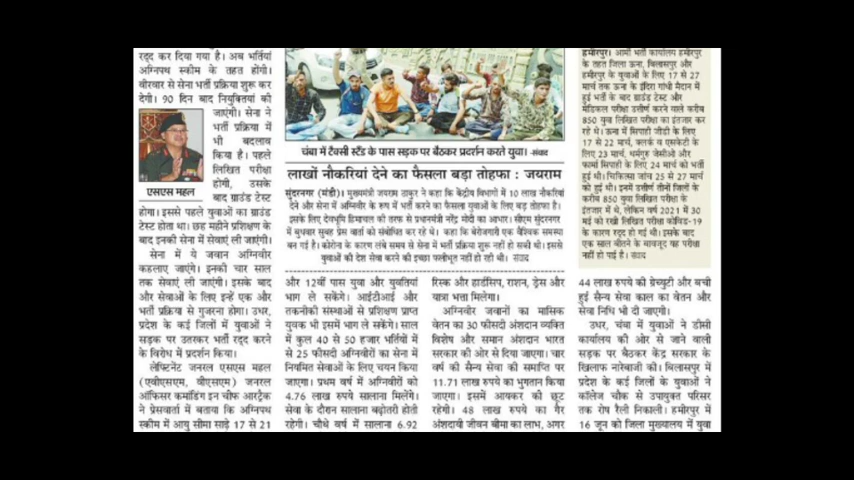 रद्द कर दिया गया है। अब भर्तियां
अग्निपथ स्कीम के तहत होंगी।
वीरवार से सेना भर्ती प्रक्रिया शुरू कर
देगी। 90 दिन बाद नियुक्तियां की
जाएंगी। सेना में
भर्ती प्रक्रिया में
भी बदलाव
किया है। पहले
लिखित परीक्षा
होगी, उसके
बाद ग्राउंड टेस्ट
एसएस महल
होगा। इससे पहले युवाओं का ग्राउंड
टेस्ट होता था। छह महीने प्रशिक्षण के
बाद इनकी सेना में सेवाएं ली जाएंगी।
सेना में ये जवान अग्निवीर
कहलाए जाएंगे। इनकी चार साल
तक सेवाएं ली जाएंगी। इसके बाद
और सेवाओं के लिए इन्हें एक और
भर्ती प्रक्रिया से गुजरना होगा। उधर,
प्रदेश के कई जिलों में युवाओं ने
सड़क पर उतरकर भर्ती रद्द करने
के विरोध में प्रदर्शन किया।
लेफ्टिनेंट जनरल एसएस महल
(एवीएसएम, वीएसएम) जनरल
ऑफिसर कमांडिंग इन चीफ आरट्रैक
ने प्रेसवार्ता में बताया कि अग्निपथ
स्कीम में आयु सीमा साढ़े 17 से 21
चंबा में टैक्सी स्टैंड के पास सड़क पर बैठकर प्रदर्शन करते युवा। -संवाद
लाखों नौकरियां देने का फैसला बड़ा तोहफा : जयराम
सुंदरनगर (मंडी)। मुख्यमंत्री जयराम ठाकुर ने कहा कि केंद्रीय विभागों में 10 लाख नौकरियां
देने और सेना में अग्निवीर के रूप में भर्ती करने का फैसला युवाओं के लिए बड़ा तोहफा है।
इसके लिए देवभूमि हिमाचल की तरफ से प्रधानमंत्री नरेंद्र मोदी का आभार। सीएम सुंदरनगर
में बुधवार सुबह प्रेस वार्ता को संबोधित कर रहे थे। कहा कि बेरोजगारी एक वैश्विक समस्या
बन गई है। कोरोना के कारण लंबे समय से सेना में भर्ती प्रक्रिया शुरू नहीं हो सकी थी। इससे
युवाओं की देश सेवा करने की इच्छा फलीभूत नहीं हो रही थी। संवाद
और 12वीं पास युवा और युवतियां
भाग ले सकेंगे। आईटीआई और
तकनीकी संस्थाओं से प्रशिक्षण प्राप्त
युवक भी इसमें भाग ले सकेंगे। साल
में कुल 40 से 50 हजार भर्तियों में
से 25 फीसदी अग्निवीरों का सेना में
नियमित सेवाओं के लिए चयन किया
जाएगा। प्रथम वर्ष में अग्निवीरों को
4.76 लाख रुपये सालाना मिलेंगे।
सेवा के दौरान सालाना बढ़ोतरी होती
रहेगी। चौथे वर्ष में सालाना 6.92
रिस्क और हार्डसिप, राशन, ड्रेस और
यात्रा भत्ता मिलेगा।
अग्निवीर जवानों का मासिक
वेतन का 30 फीसदी अंशदान व्यक्ति
विशेष और समान अंशदान भारत
सरकार की ओर से दिया जाएगा। चार
वर्ष की सैन्य सेवा की समाप्ति पर
11.71 लाख रुपये का भुगतान किया
जाएगा। इसमें आयकर की छूट
रहेगी। 48 लाख रुपये का गैर
अंशदायी जीवन बीमा का लाभ, अगर
हमीरपुर। आर्मी भर्ती कार्यालय हमीरपुर
के तहत जिला ऊना, बिलासपुर और
हमीरपुर के युवाओं के लिए 17 से 27
मार्च तक ऊना के इंदिरा गांधी मैदान में
हुई भर्ती के बाद ग्राउंड टेस्ट और
मेडिकल परीक्षा उत्तीर्ण करने वाले करीब
850 युवा लिखित परीक्षा का इंतजार कर
रहे थे। ऊना में सिपाही जीडी के लिए
17 से 22 मार्च, क्लर्क व एसकेटी के
लिए 23 मार्च, धर्मगुरु जेसीओ और
फार्मा सिपाही के लिए 24 मार्च को भर्ती
हुई थी। चिकित्सा जांच 25 से 27 मार्च
को हुई थी। इनमें उत्तीर्ण तीनों जिलों के
करीब 850 युवा लिखित परीक्षा के
इंतजार में थे, लेकिन वर्ष 2021 में 30
मई को रखी लिखित परीक्षा कोविड-19
के कारण रद्द हो गई थी। इसके बाद
एक साल बीतने के बावजूद यह परीक्षा
नहीं हो पाई है। संवाद
44 लाख रुपये की ग्रेच्युटी और बची
हुई सैन्य सेवा काल का वेतन और
सेवा निधि भी दी जाएगी।
उधर, चंबा में युवाओं ने डीसी
कार्यालय की ओर से जाने वाली
सड़क पर बैठकर केंद्र सरकार के
खिलाफ नारेबाजी की। बिलासपुर में
प्रदेश के कई जिलों के युवाओं ने
कॉलेज चौक से उपायुक्त परिसर
तक रोष रैली निकाली। हमीरपुर में
16 जून को जिला मुख्यालय में युवा